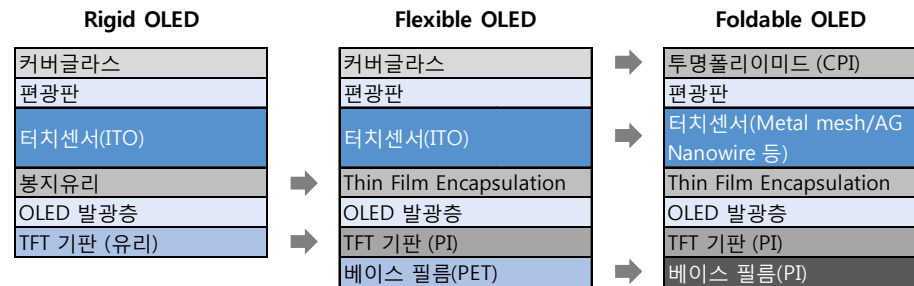 Rigid OLED
커버글라스
편광판
터치센서(ITO)
봉지유리
OLED 발광층
TFT 기판 (유리)
Flexible OLED
커버글라스
편광판
터치센서(ITO)
Thin Film Encapsulation
OLED 발광층
TFT 기판 (PI)
베이스 필름(PET)
Foldable OLED
투명폴리이미드 (CPI)
편광판
터치센서(Metal mesh/AG
Nanowire 등)
Thin Film Encapsulation
OLED 발광층
TFT 기판 (PI)
베이스 필름(PI)